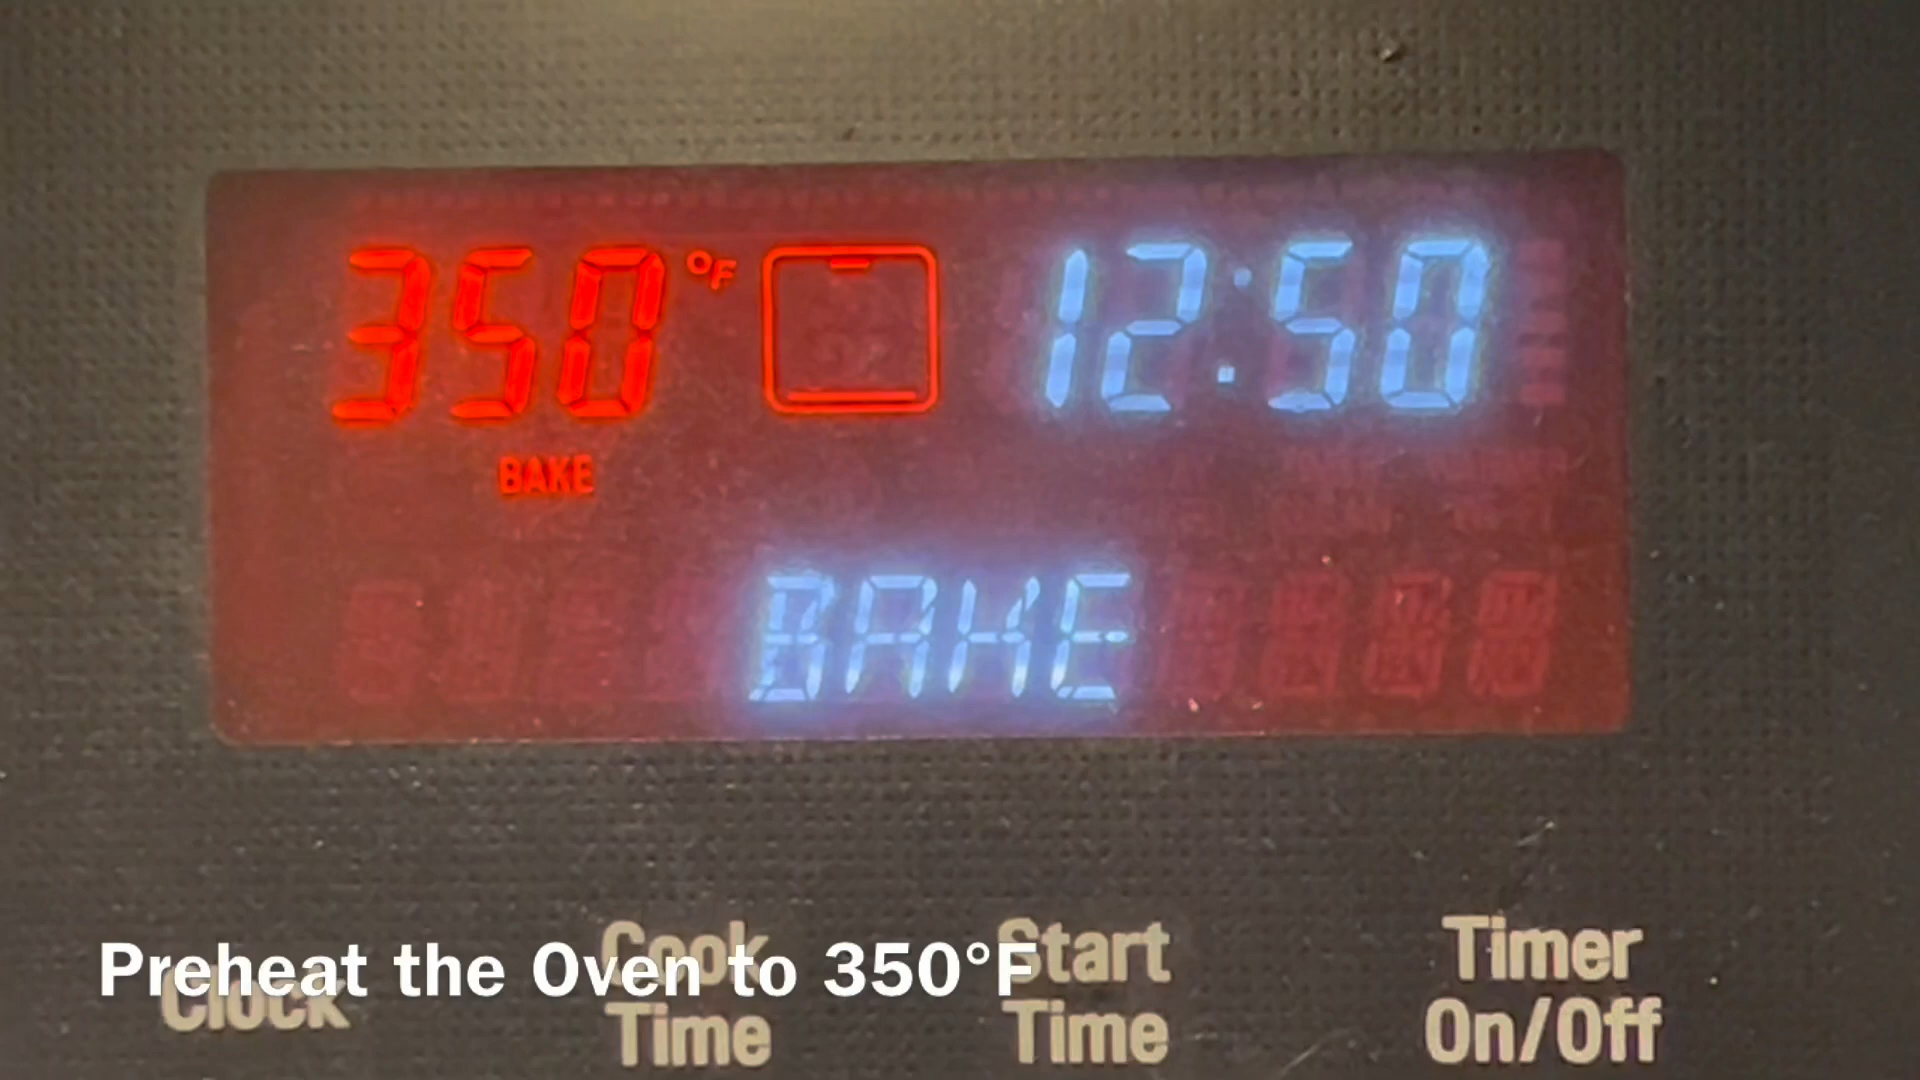 350°F 12:50
BAKE
BAKE
Preheat the Oven to 350°F
Clock
Cook Time
Start Time
Timer On/Off